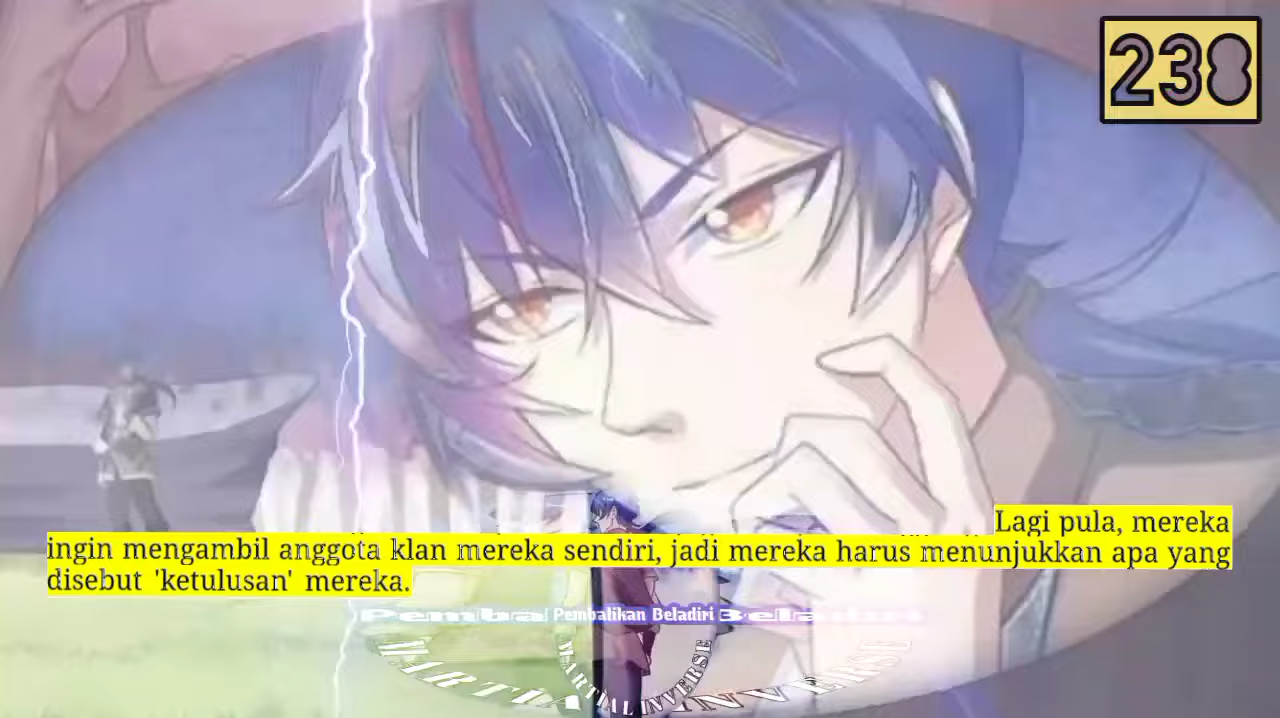 238
Lagi pula, mereka
ingin mengambil anggota klan mereka sendiri, jadi mereka harus menunjukkan apa yang
disebut 'ketulusan' mereka.
Pembalikan Beladiri
MARTIAL INVERSE